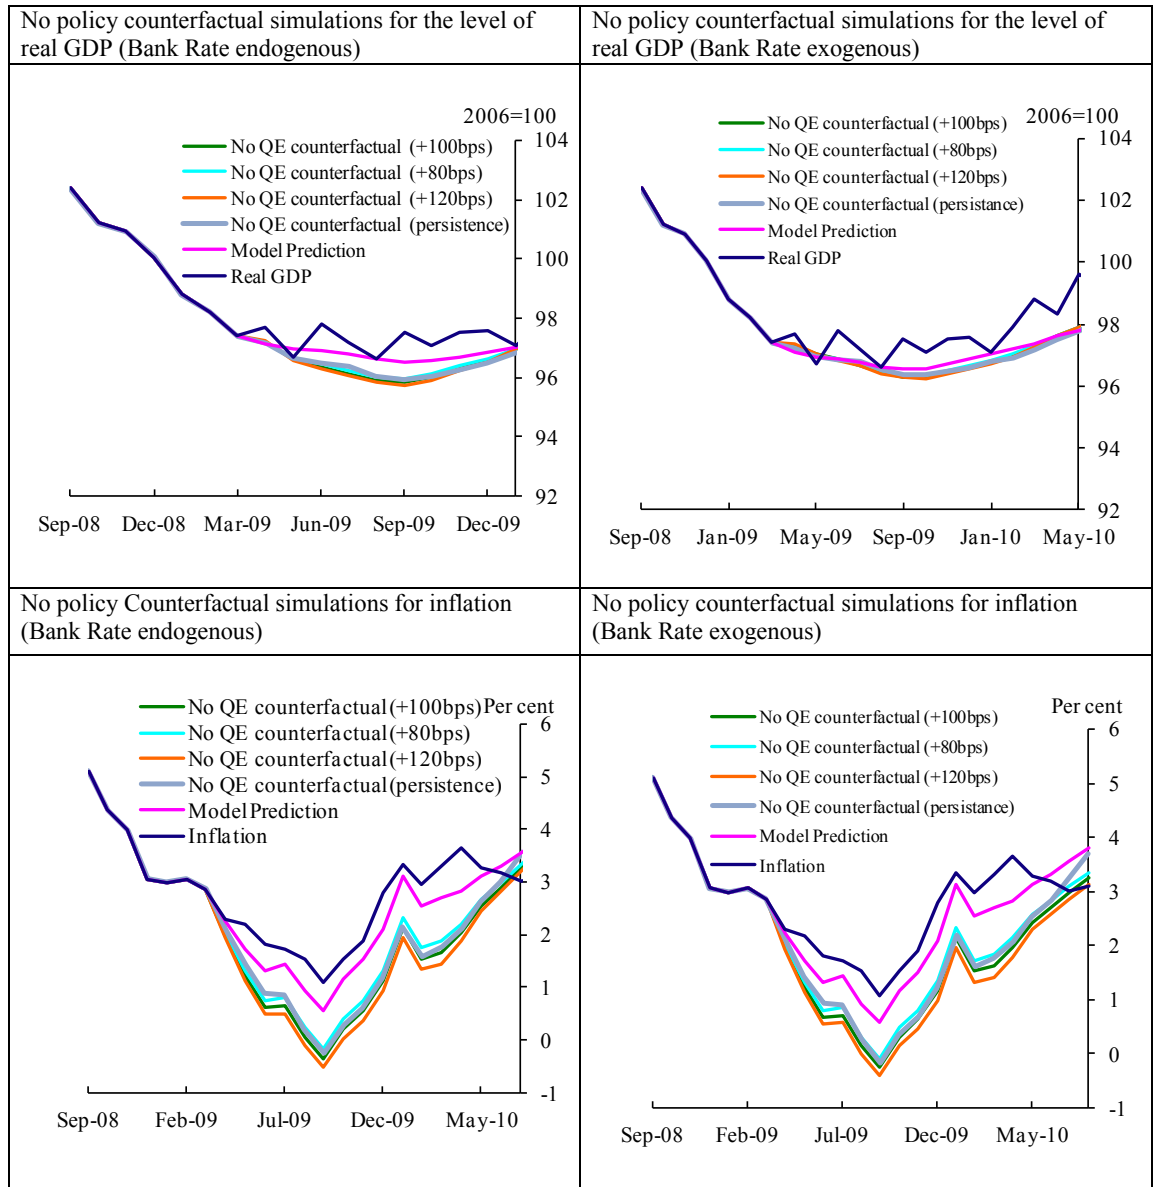 No policy counterfactual simulations for the level of
real GDP (Bank Rate endogenous)
No policy counterfactual simulations for the level of
real GDP (Bank Rate exogenous)
2006=100
No QE counterfactual (+100bps)
No QE counterfactual (+80bps)
No QE counterfactual (+120bps)
No QE counterfactual (persistence)
Model Prediction
Real GDP
104
102
100
98
96
94
92
Sep-08 Dec-08 Mar-09 Jun-09 Sep-09 Dec-09
2006=100
No QE counterfactual (+100bps)
No QE counterfactual (+80bps)
No QE counterfactual (+120bps)
No QE counterfactual (persistance)
Model Prediction
Real GDP
104
102
100
98
96
94
92
Sep-08 Jan-09 May-09 Sep-09 Jan-10 May-10
No policy Counterfactual simulations for inflation
(Bank Rate endogenous)
No policy counterfactual simulations for inflation
(Bank Rate exogenous)
Per cent
No QE counterfactual (+100bps)
No QE counterfactual (+80bps)
No QE counterfactual (+120bps)
No QE counterfactual (persistence)
Model Prediction
Inflation
6
5
4
3
2
1
0
-1
Sep-08 Feb-09 Jul-09 Dec-09 May-10
Per cent
No QE counterfactual (+100bps)
No QE counterfactual (+80bps)
No QE counterfactual (+120bps)
No QE counterfactual (persistance)
Model Prediction
Inflation
6
5
4
3
2
1
0
-1
Sep-08 Feb-09 Jul-09 Dec-09 May-10